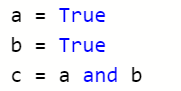 a = True
b = True
c = a and b